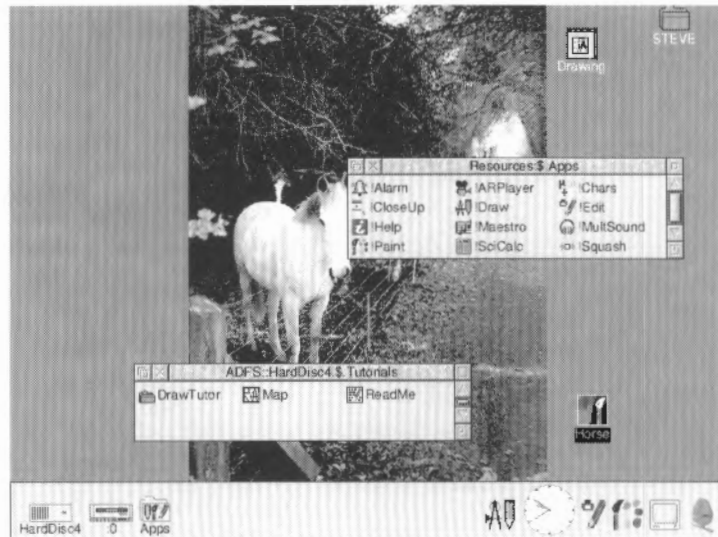 STEVE
Drawing
Resources:$.Apps
!Alarm !ARPlayer !Chars
!CloseUp !Draw !Edit
!Help !Maestro !MultSound
!Paint !SciCalc !Squash
ADFS::HardDisc4.$.Tutorials
DrawTutor Map ReadMe
Horse
HardDisc4 :0 Apps